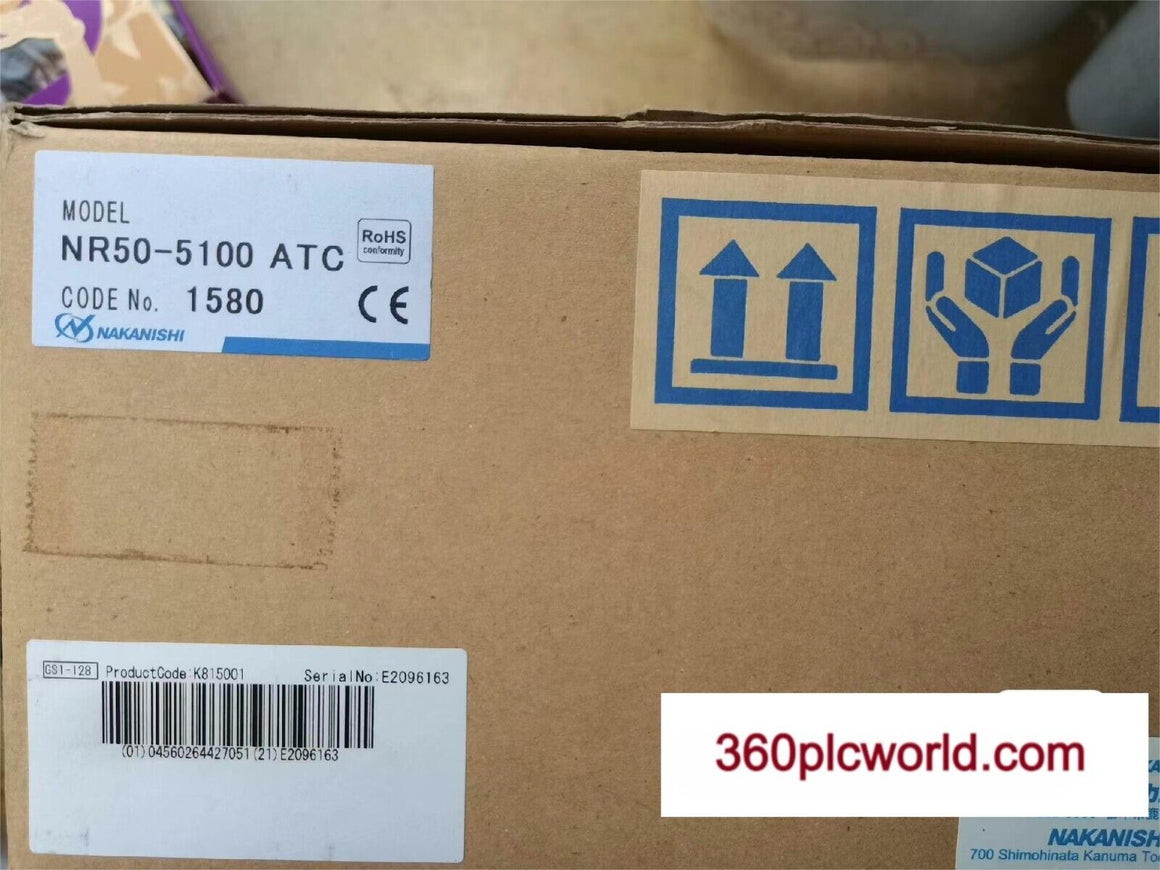 MODEL
NR50-5100 ATC
RoHS
conformity
CODE No. 1580
CE
NAKANISHI
GS1-128 ProductCode:K815001 SerialNo:E2096163
(01)04560264427051(21)E2096163
360plcworld.com
NAKANISH
700 Shimohinata Kanuma